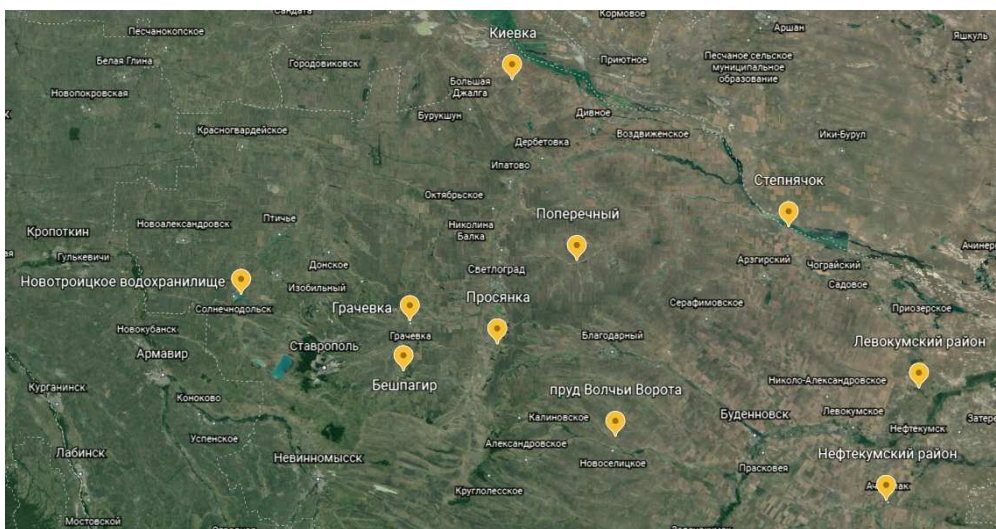 Сандата
Кормовое
Песчанокопское
Киевка
Аршан
Яшкуль
Белая Глина
Городовиковск
Приютное
Песчаное сельское
муниципальное
образование
Большая
Джалга
Новопокровская
Бурукшун
Дивное
Красногвардейское
Воздвиженское
Ики-Бурул
Дербетовка
Ипатово
Степнячок
Октябрьское
Поперечный
Новоалександровск
Птичье
Николина
Балка
Кропоткин
Гулькевичи
Донское
Светлоград
Арзгирский
Чограйский
Новотроицкое водохранилище
Изобильный
Садовое
Солнечнодольск
Грачевка
Просянка
Серафимовское
Приозерское
Новокубанск
Грачевка
Благодарный
Левокумский район
Армавир
Ставрополь
Курганинск
Бешпагир
пруд Волчьи Ворота
Николо-Александровское
Коноково
Калиновское
Буденновск
Левокумское
Успенское
Александровское
Нефтекумск
Лабинск
Невинномысск
Новоселицкое
Прасковея
Нефтекумский район
Круглолесское
Мостовской